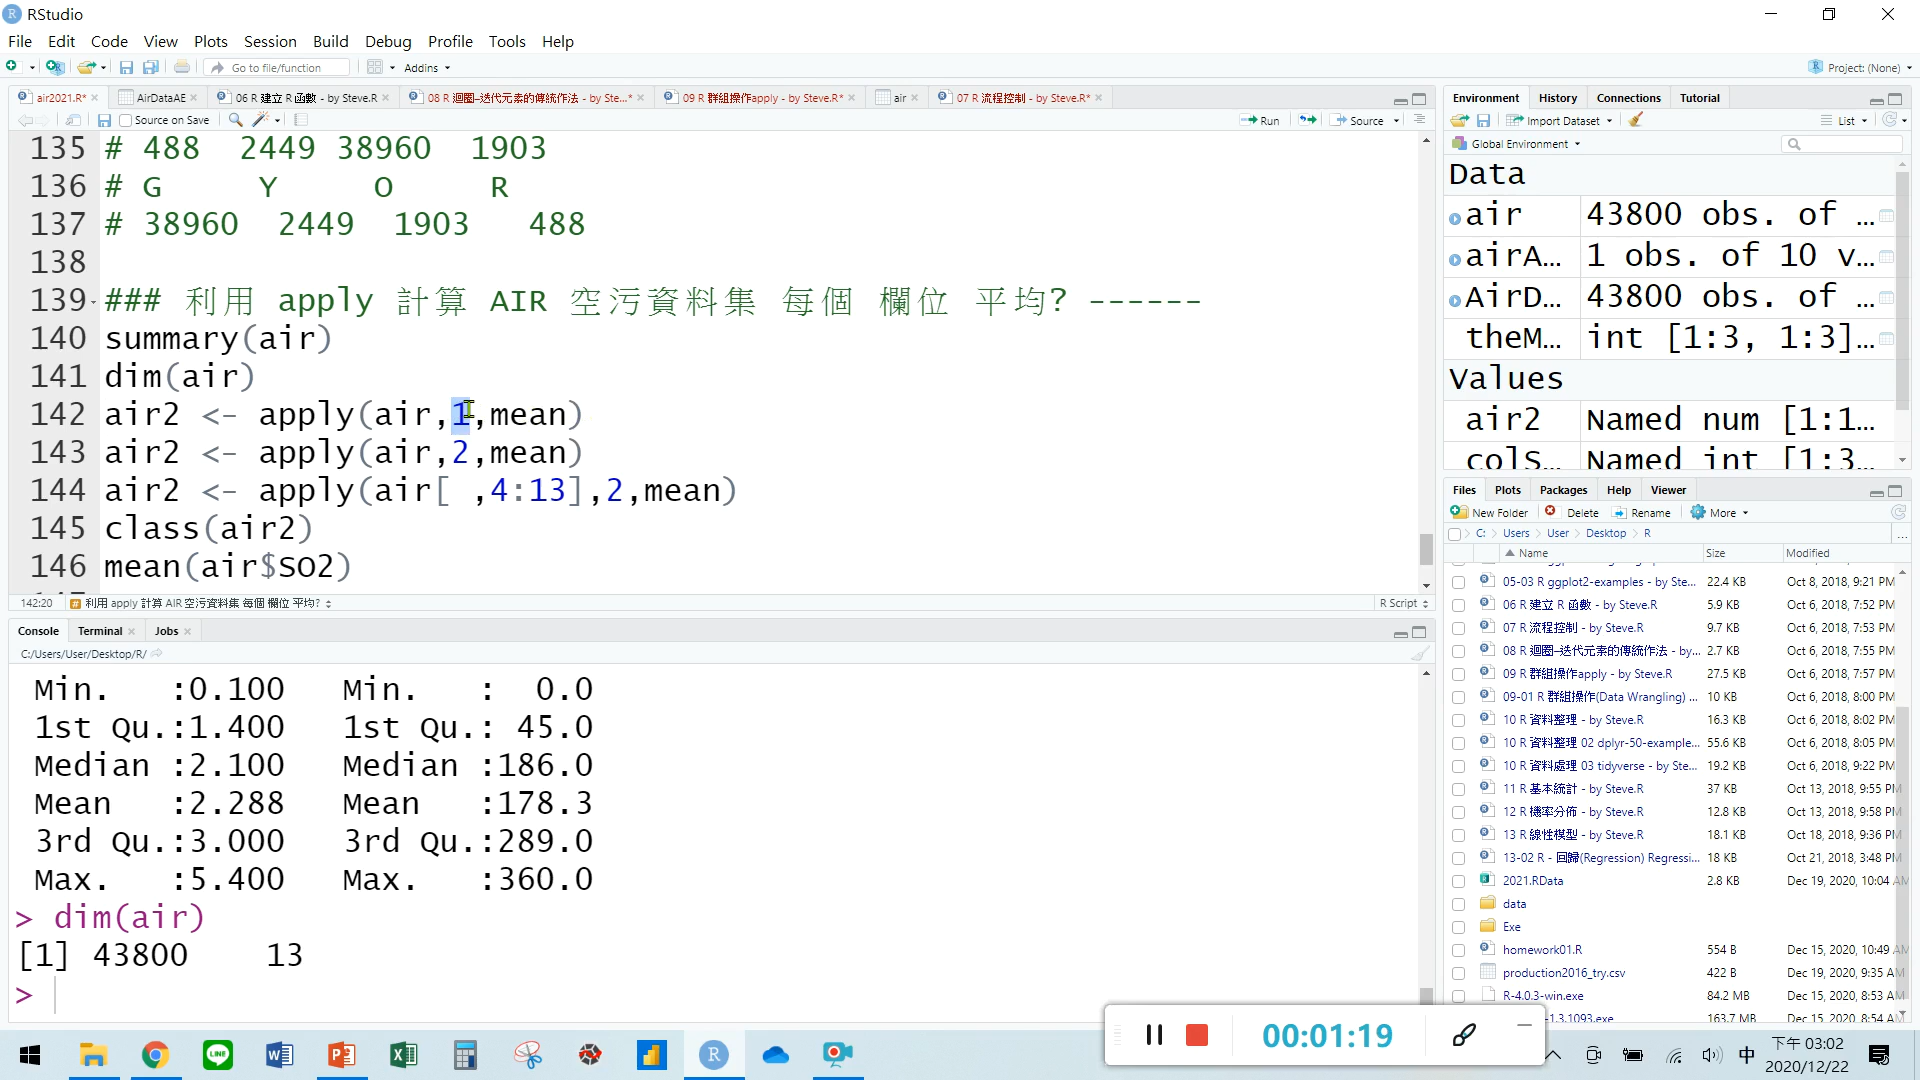 RStudio
File Edit Code View Plots Session Build Debug Profile Tools Help
Go to file/function Addins Project: (None)
air2021.R* AirDataAE 06 R 建立 R 函數 - by Steve.R 08 R 迴圈–迭代元素的傳統作法 - by Ste...* 09 R 群組操作apply - by Steve.R* air 07 R 流程控制 - by Steve.R*
Source on Save Run Source
135 # 488 2449 38960 1903
136 # G Y O R
137 # 38960 2449 1903 488
138
139 ### 利用 apply 計算 AIR 空污資料集 每個 欄位 平均? ------
140 summary(air)
141 dim(air)
142 air2 <- apply(air,1,mean)
143 air2 <- apply(air,2,mean)
144 air2 <- apply(air[ ,4:13],2,mean)
145 class(air2)
146 mean(air$SO2)
142:20 利用 apply 計算 AIR 空污資料集 每個 欄位 平均? R Script
Console Terminal Jobs
C:/Users/User/Desktop/R/
Min. :0.100 Min. : 0.0
1st Qu.:1.400 1st Qu.: 45.0
Median :2.100 Median :186.0
Mean :2.288 Mean :178.3
3rd Qu.:3.000 3rd Qu.:289.0
Max. :5.400 Max. :360.0
> dim(air)
[1] 43800 13
>
Environment History Connections Tutorial
Import Dataset List
Global Environment
Data
air 43800 obs. of ...
airA... 1 obs. of 10 v...
AirD... 43800 obs. of ...
theM... int [1:3, 1:3]...
Values
air2 Named num [1:1...
colS... Named int [1:3...
Files Plots Packages Help Viewer
New Folder Delete Rename More
C: Users User Desktop R ...
Name Size Modified
05-03 R ggplot2-examples - by Ste... 22.4 KB Oct 8, 2018, 9:21 PM
06 R 建立 R 函數 - by Steve.R 5.9 KB Oct 6, 2018, 7:52 PM
07 R 流程控制 - by Steve.R 9.7 KB Oct 6, 2018, 7:53 PM
08 R 迴圈–迭代元素的傳統作法 - by... 2.7 KB Oct 6, 2018, 7:55 PM
09 R 群組操作apply - by Steve.R 27.5 KB Oct 6, 2018, 7:57 PM
09-01 R 群組操作(Data Wrangling) ... 10 KB Oct 6, 2018, 8:00 PM
10 R 資料整理 - by Steve.R 16.3 KB Oct 6, 2018, 8:02 PM
10 R 資料整理 02 dplyr-50-example... 55.6 KB Oct 6, 2018, 8:05 PM
10 R 資料處理 03 tidyverse - by Ste... 19.2 KB Oct 6, 2018, 9:22 PM
11 R 基本統計 - by Steve.R 37 KB Oct 13, 2018, 9:55 PM
12 R 機率分佈 - by Steve.R 12.8 KB Oct 13, 2018, 9:58 PM
13 R 線性模型 - by Steve.R 18.1 KB Oct 18, 2018, 9:36 PM
13-02 R - 回歸(Regression) Regressi... 18 KB Oct 21, 2018, 3:48 PM
2021.RData 2.8 KB Dec 19, 2020, 10:04 AM
data
Exe
homework01.R 554 B Dec 15, 2020, 10:49 AM
production2016_try.csv 422 B Dec 19, 2020, 9:35 AM
R-4.0.3-win.exe 84.2 MB Dec 15, 2020, 8:53 AM
-1.3.1093.exe 163.7 MB Dec 15, 2020, 8:54 AM
00:01:19
中 下午 03:02
2020/12/22